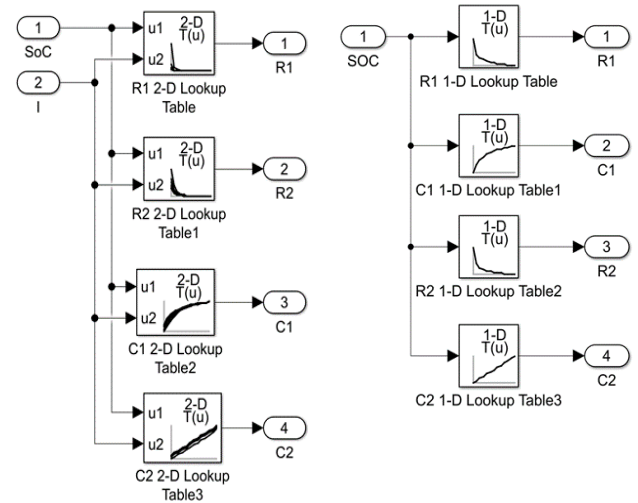 1
SoC
2
I
2-D
T(u)
u1
u2
R1 2-D Lookup
Table
1
R1
2-D
T(u)
u1
u2
R2 2-D Lookup
Table1
2
R2
2-D
T(u)
u1
u2
C1 2-D Lookup
Table2
3
C1
2-D
T(u)
u1
u2
C2 2-D Lookup
Table3
4
C2
1
SOC
1-D
T(u)
R1 1-D Lookup Table
1
R1
1-D
T(u)
C1 1-D Lookup Table1
2
C1
1-D
T(u)
R2 1-D Lookup Table2
3
R2
1-D
T(u)
C2 1-D Lookup Table3
4
C2